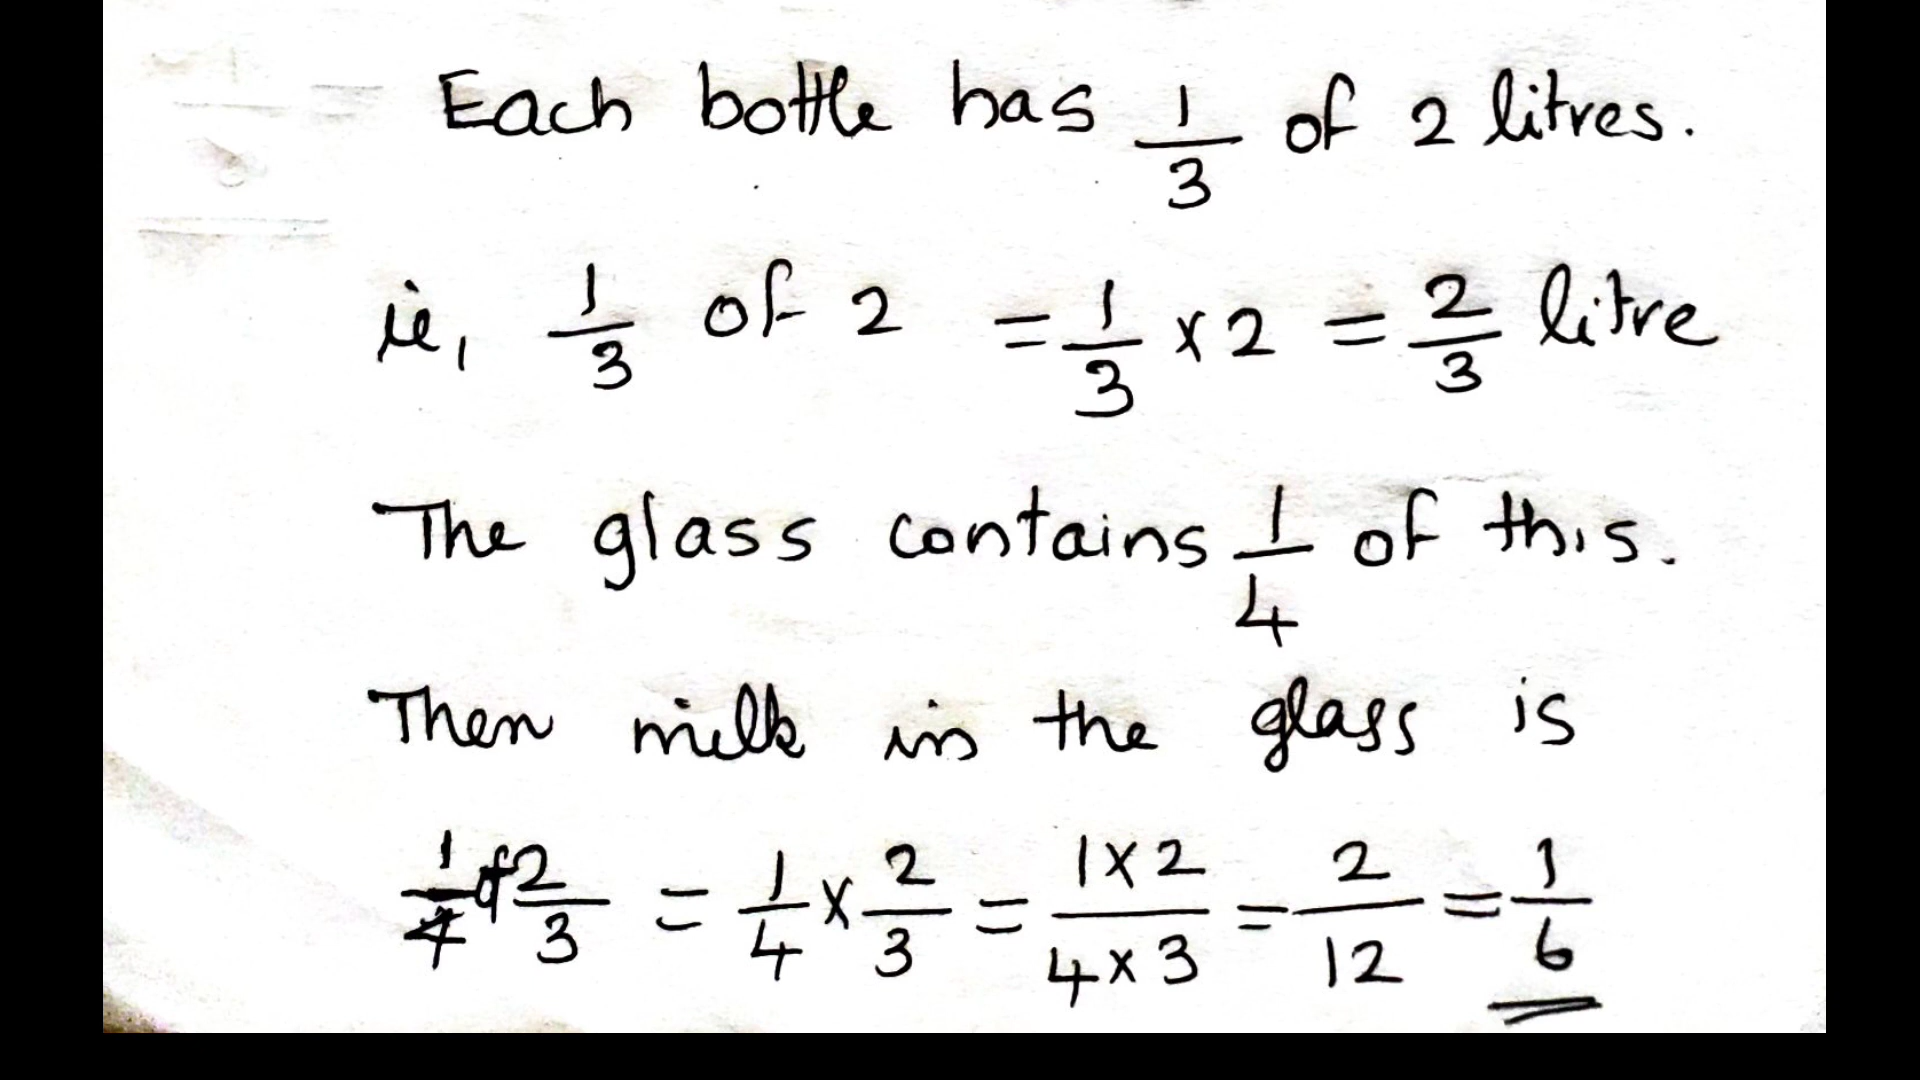 Each bottle has 1/3 of 2 litres.
ie, 1/3 of 2 = 1/3 x 2 = 2/3 litre
The glass contains 1/4 of this.
Then milk in the glass is
1/4 of 2/3 = 1/4 x 2/3 = 1x2/4x3 = 2/12 = 1/6